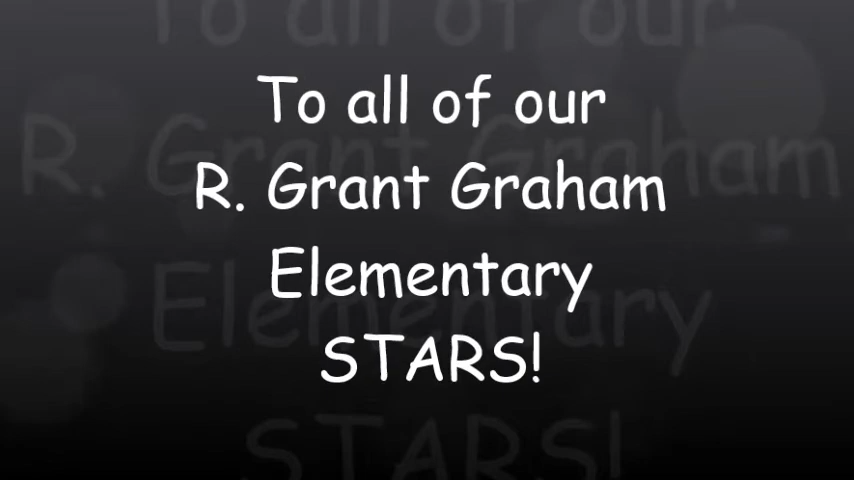 To all of our
R. Grant Graham
Elementary
STARS!